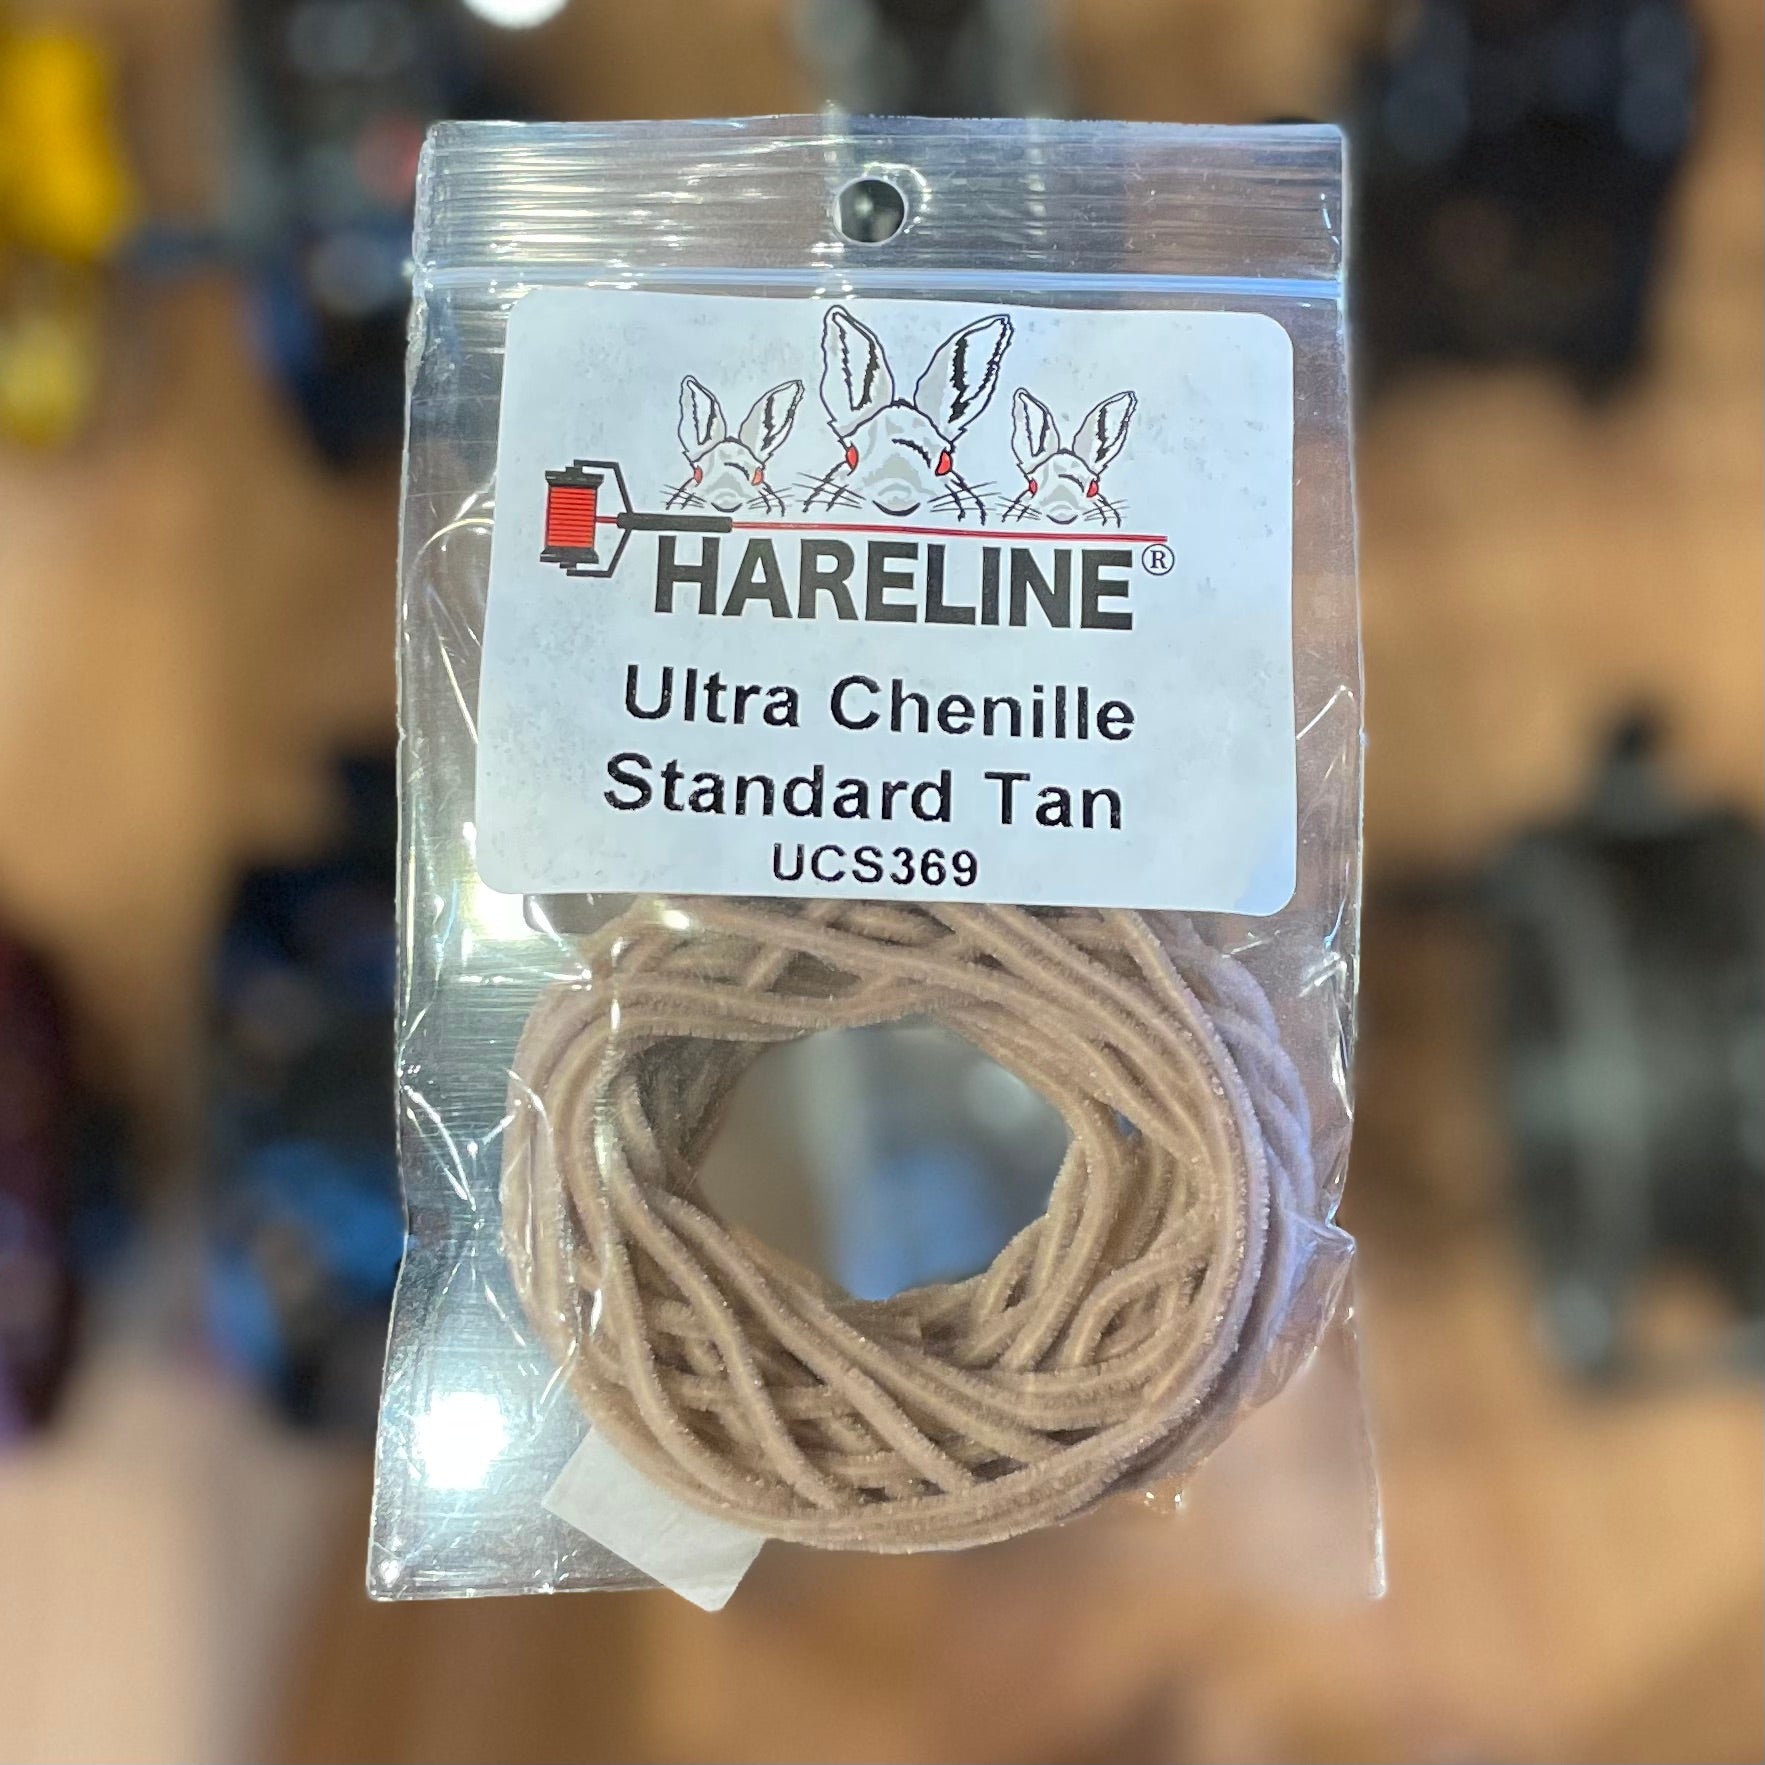 HARELINE®
Ultra Chenille
Standard Tan
UCS369